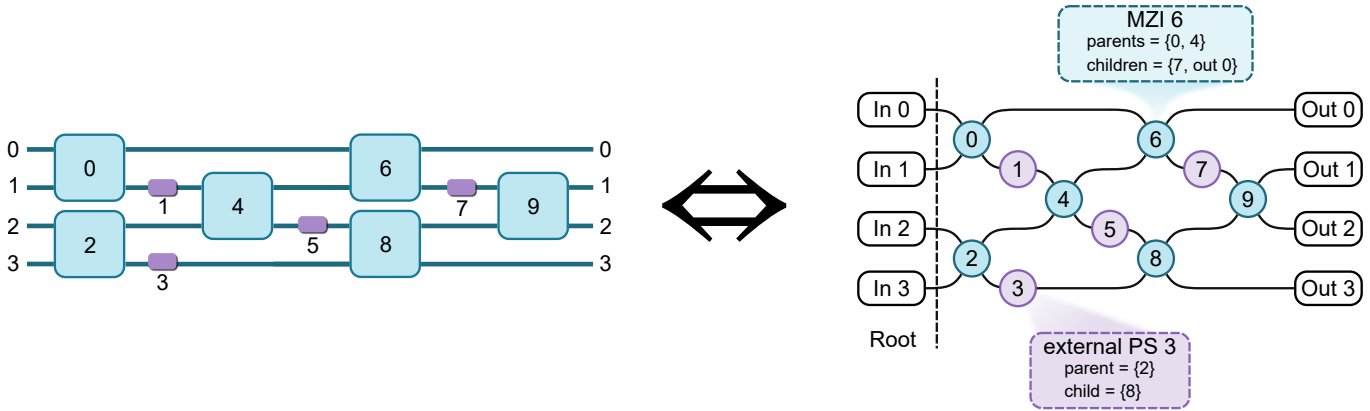 0
1
2
3
0
2
1
3
4
5
6
8
7
9
0
1
2
3
MZI 6
parents = {0, 4}
children = {7, out 0}
In 0
In 1
In 2
In 3
Root
0
1
2
3
4
5
6
7
8
9
Out 0
Out 1
Out 2
Out 3
external PS 3
parent = {2}
child = {8}